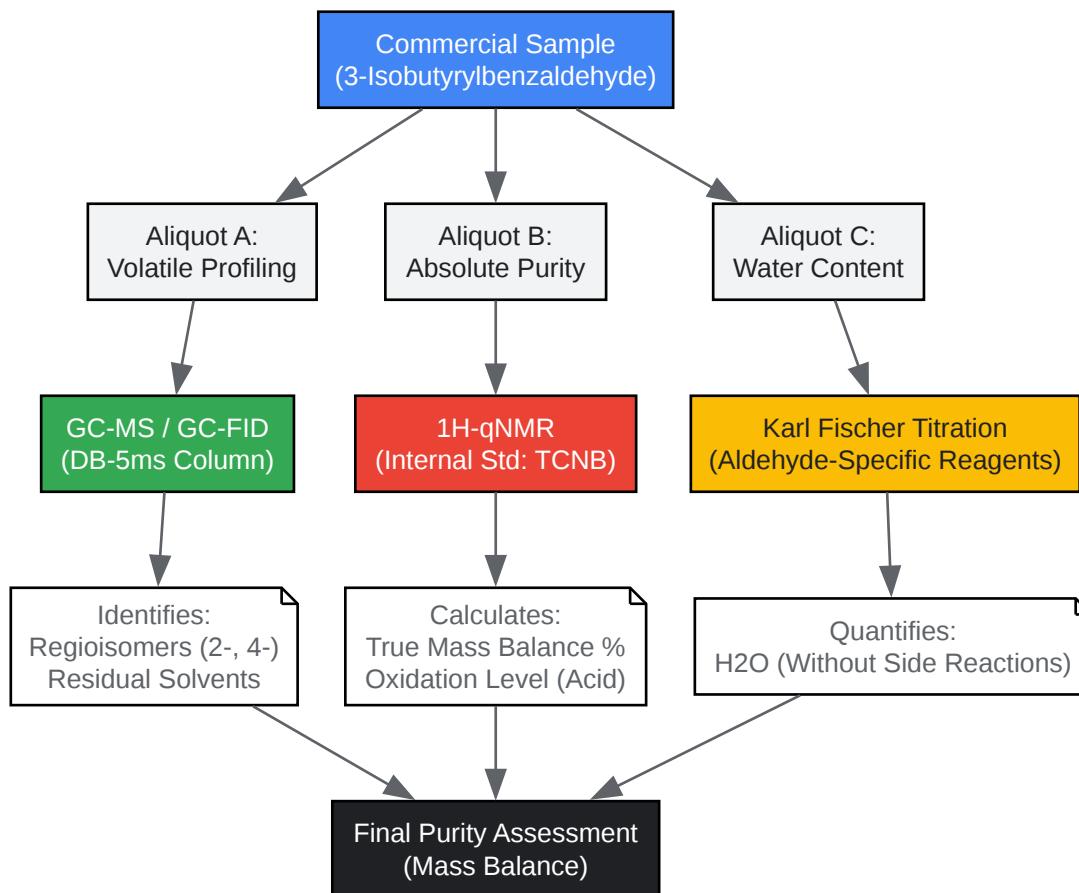 Commercial Sample
(3-Isobutyrylbenzaldehyde)
Aliquot A:
Volatile Profiling
Aliquot B:
Absolute Purity
Aliquot C:
Water Content
GC-MS / GC-FID
(DB-5ms Column)
1H-qNMR
(Internal Std: TCNB)
Karl Fischer Titration
(Aldehyde-Specific Reagents)
Identifies:
Regioisomers (2-, 4-)
Residual Solvents
Calculates:
True Mass Balance %
Oxidation Level (Acid)
Quantifies:
H2O (Without Side Reactions)
Final Purity Assessment
(Mass Balance)